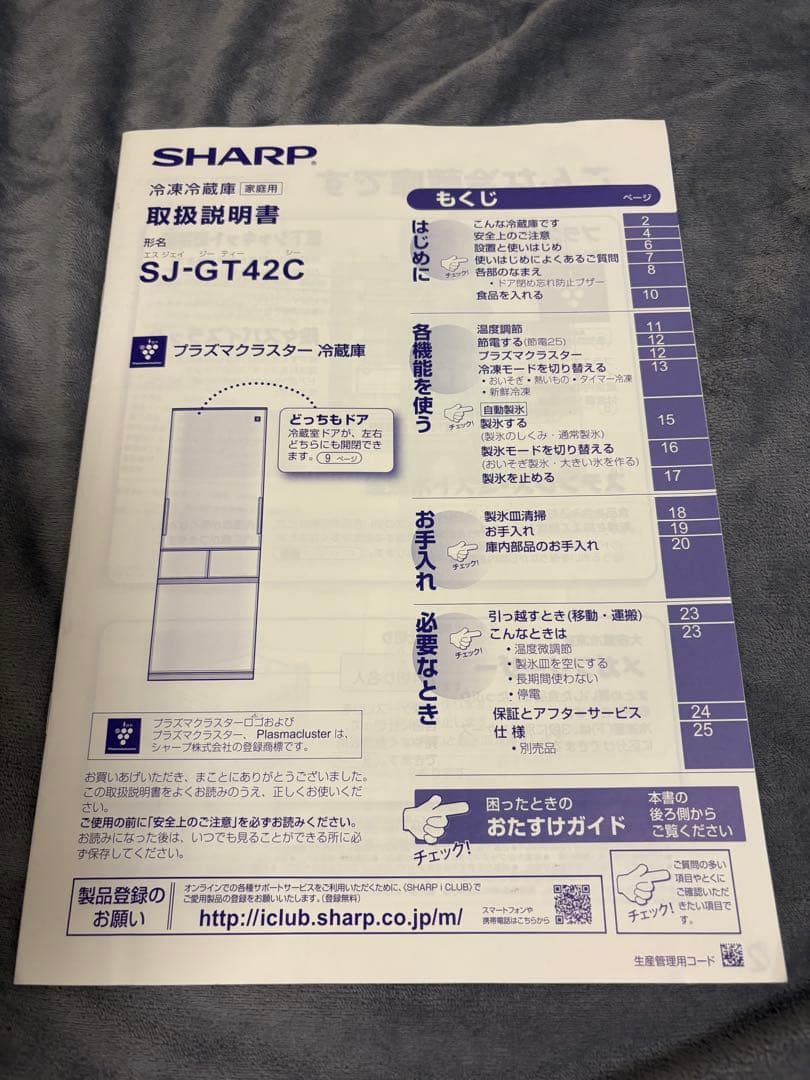 SHARP
冷凍冷蔵庫 家庭用
取扱説明書
形名
エス ジェイ ジー ティー シー
SJ-GT42C
プラズマクラスター 冷蔵庫
どっちもドア
冷蔵室ドアが、左右
どちらにも開閉でき
ます。 9 ページ
プラズマクラスターロゴおよび
プラズマクラスター、 Plasmacluster は、
シャープ株式会社の登録商標です。
お買いあげいただき、まことにありがとうございました。
この取扱説明書をよくお読みのうえ、正しくお使いくだ
さい。
ご使用の前に「安全上のご注意」を必ずお読みください。
お読みになった後は、いつでも見ることができる所に必
ず保存してください。
もくじ ページ
はじめに
こんな冷蔵庫です 2
安全上のご注意 4
設置と使いはじめ 6
チェック! 使いはじめによくあるご質問 7
各部のなまえ 8
・ドア閉め忘れ防止ブザー
食品を入れる 10
各機能を使う
温度調節 11
節電する(節電25) 12
プラズマクラスター 12
冷凍モードを切り替える 13
・おいそぎ・熱いもの・タイマー冷凍
・新鮮冷凍
自動製氷
チェック! 製氷する 15
(製氷のしくみ・通常製氷)
製氷モードを切り替える 16
(おいそぎ製氷・大きい氷を作る)
製氷を止める 17
お手入れ
製氷皿清掃 18
お手入れ 19
チェック! 庫内部品のお手入れ 20
必要なとき
引っ越すとき(移動・運搬) 23
チェック! こんなときは 23
・温度微調節
・製氷皿を空にする
・長期間使わない
・停電
保証とアフターサービス 24
仕様 25
・別売品
チェック!
困ったときの
おたすけガイド
本書の
後ろ側から
ご覧ください
チェック!
ご質問の多い
項目やとくに
ご確認いただ
きたい項目で
す。
製品登録の
お願い
オンラインでの各種サポートサービスをご利用いただくために、〈SHARP i CLUB〉で
ご愛用製品の登録をお願いいたします。(登録無料)
http://iclub.sharp.co.jp/m/
スマートフォンや
携帯電話はこちらから
生産管理用コード